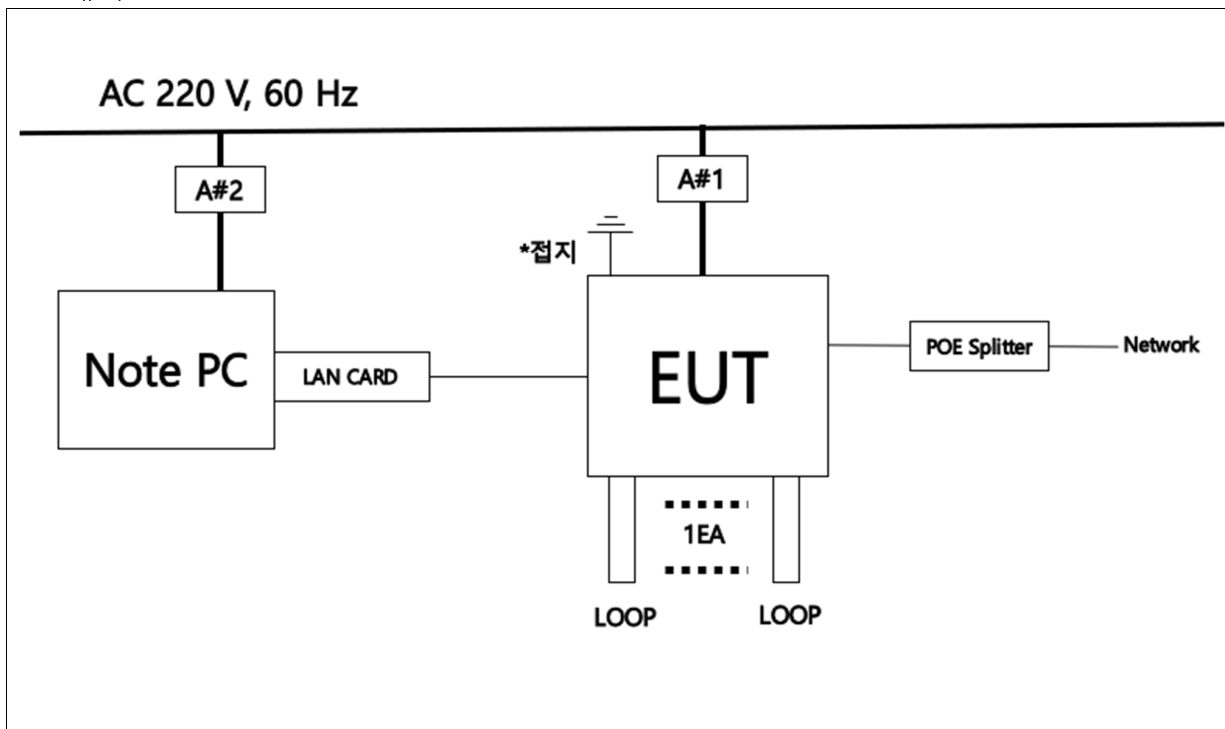 AC 220 V, 60 Hz
A#2
A#1
*접지
Note PC
LAN CARD
EUT
POE Splitter
Network
1EA
LOOP
LOOP